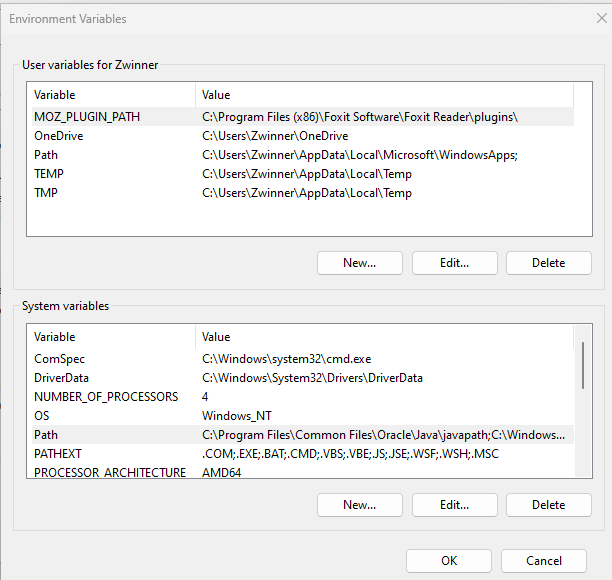 Environment Variables
User variables for Zwinner
Variable Value
MOZ_PLUGIN_PATH C:\Program Files (x86)\Foxit Software\Foxit Reader\plugins\
OneDrive C:\Users\Zwinner\OneDrive
Path C:\Users\Zwinner\AppData\Local\Microsoft\WindowsApps;
TEMP C:\Users\Zwinner\AppData\Local\Temp
TMP C:\Users\Zwinner\AppData\Local\Temp
New... Edit... Delete
System variables
Variable Value
ComSpec C:\Windows\system32\cmd.exe
DriverData C:\Windows\System32\Drivers\DriverData
NUMBER_OF_PROCESSORS 4
OS Windows_NT
Path C:\Program Files\Common Files\Oracle\Java\javapath;C:\Windows...
PATHEXT .COM;.EXE;.BAT;.CMD;.VBS;.VBE;.JS;.JSE;.WSF;.WSH;.MSC
PROCESSOR_ARCHITECTURE AMD64
New... Edit... Delete
OK Cancel